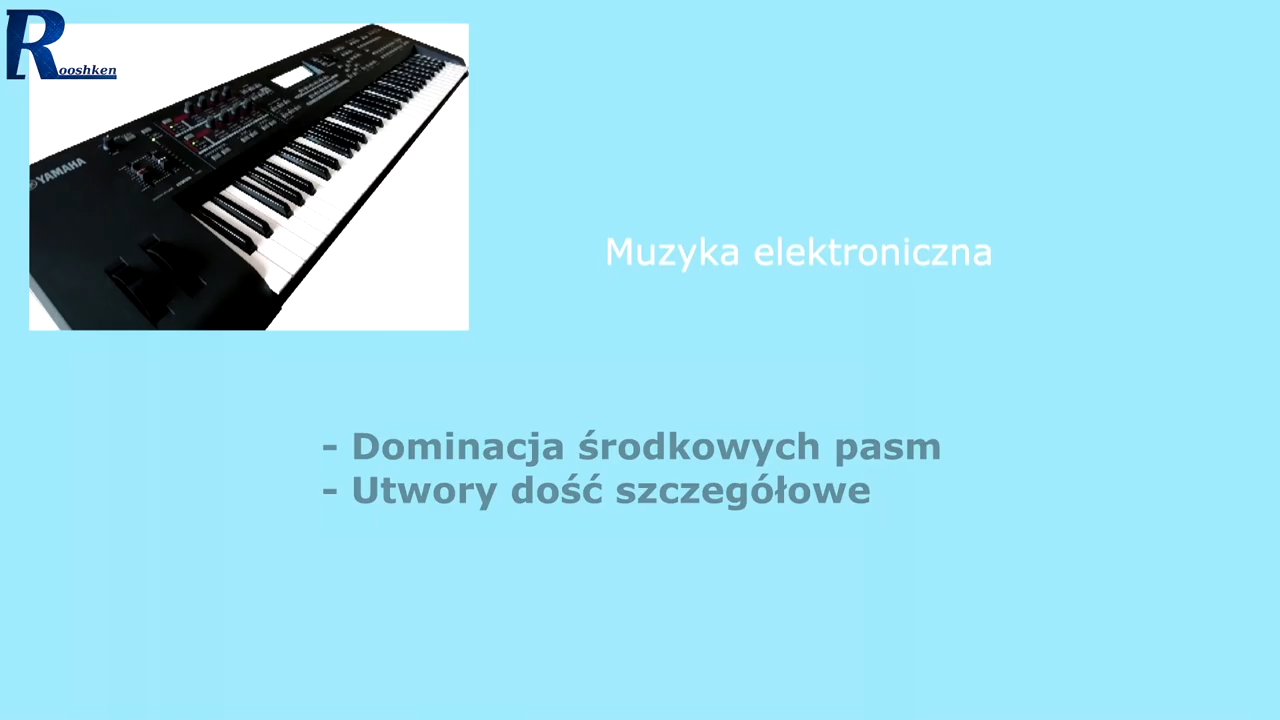 Rooshken
YAMAHA
Muzyka elektroniczna
- Dominacja środkowych pasm
- Utwory dość szczegółowe